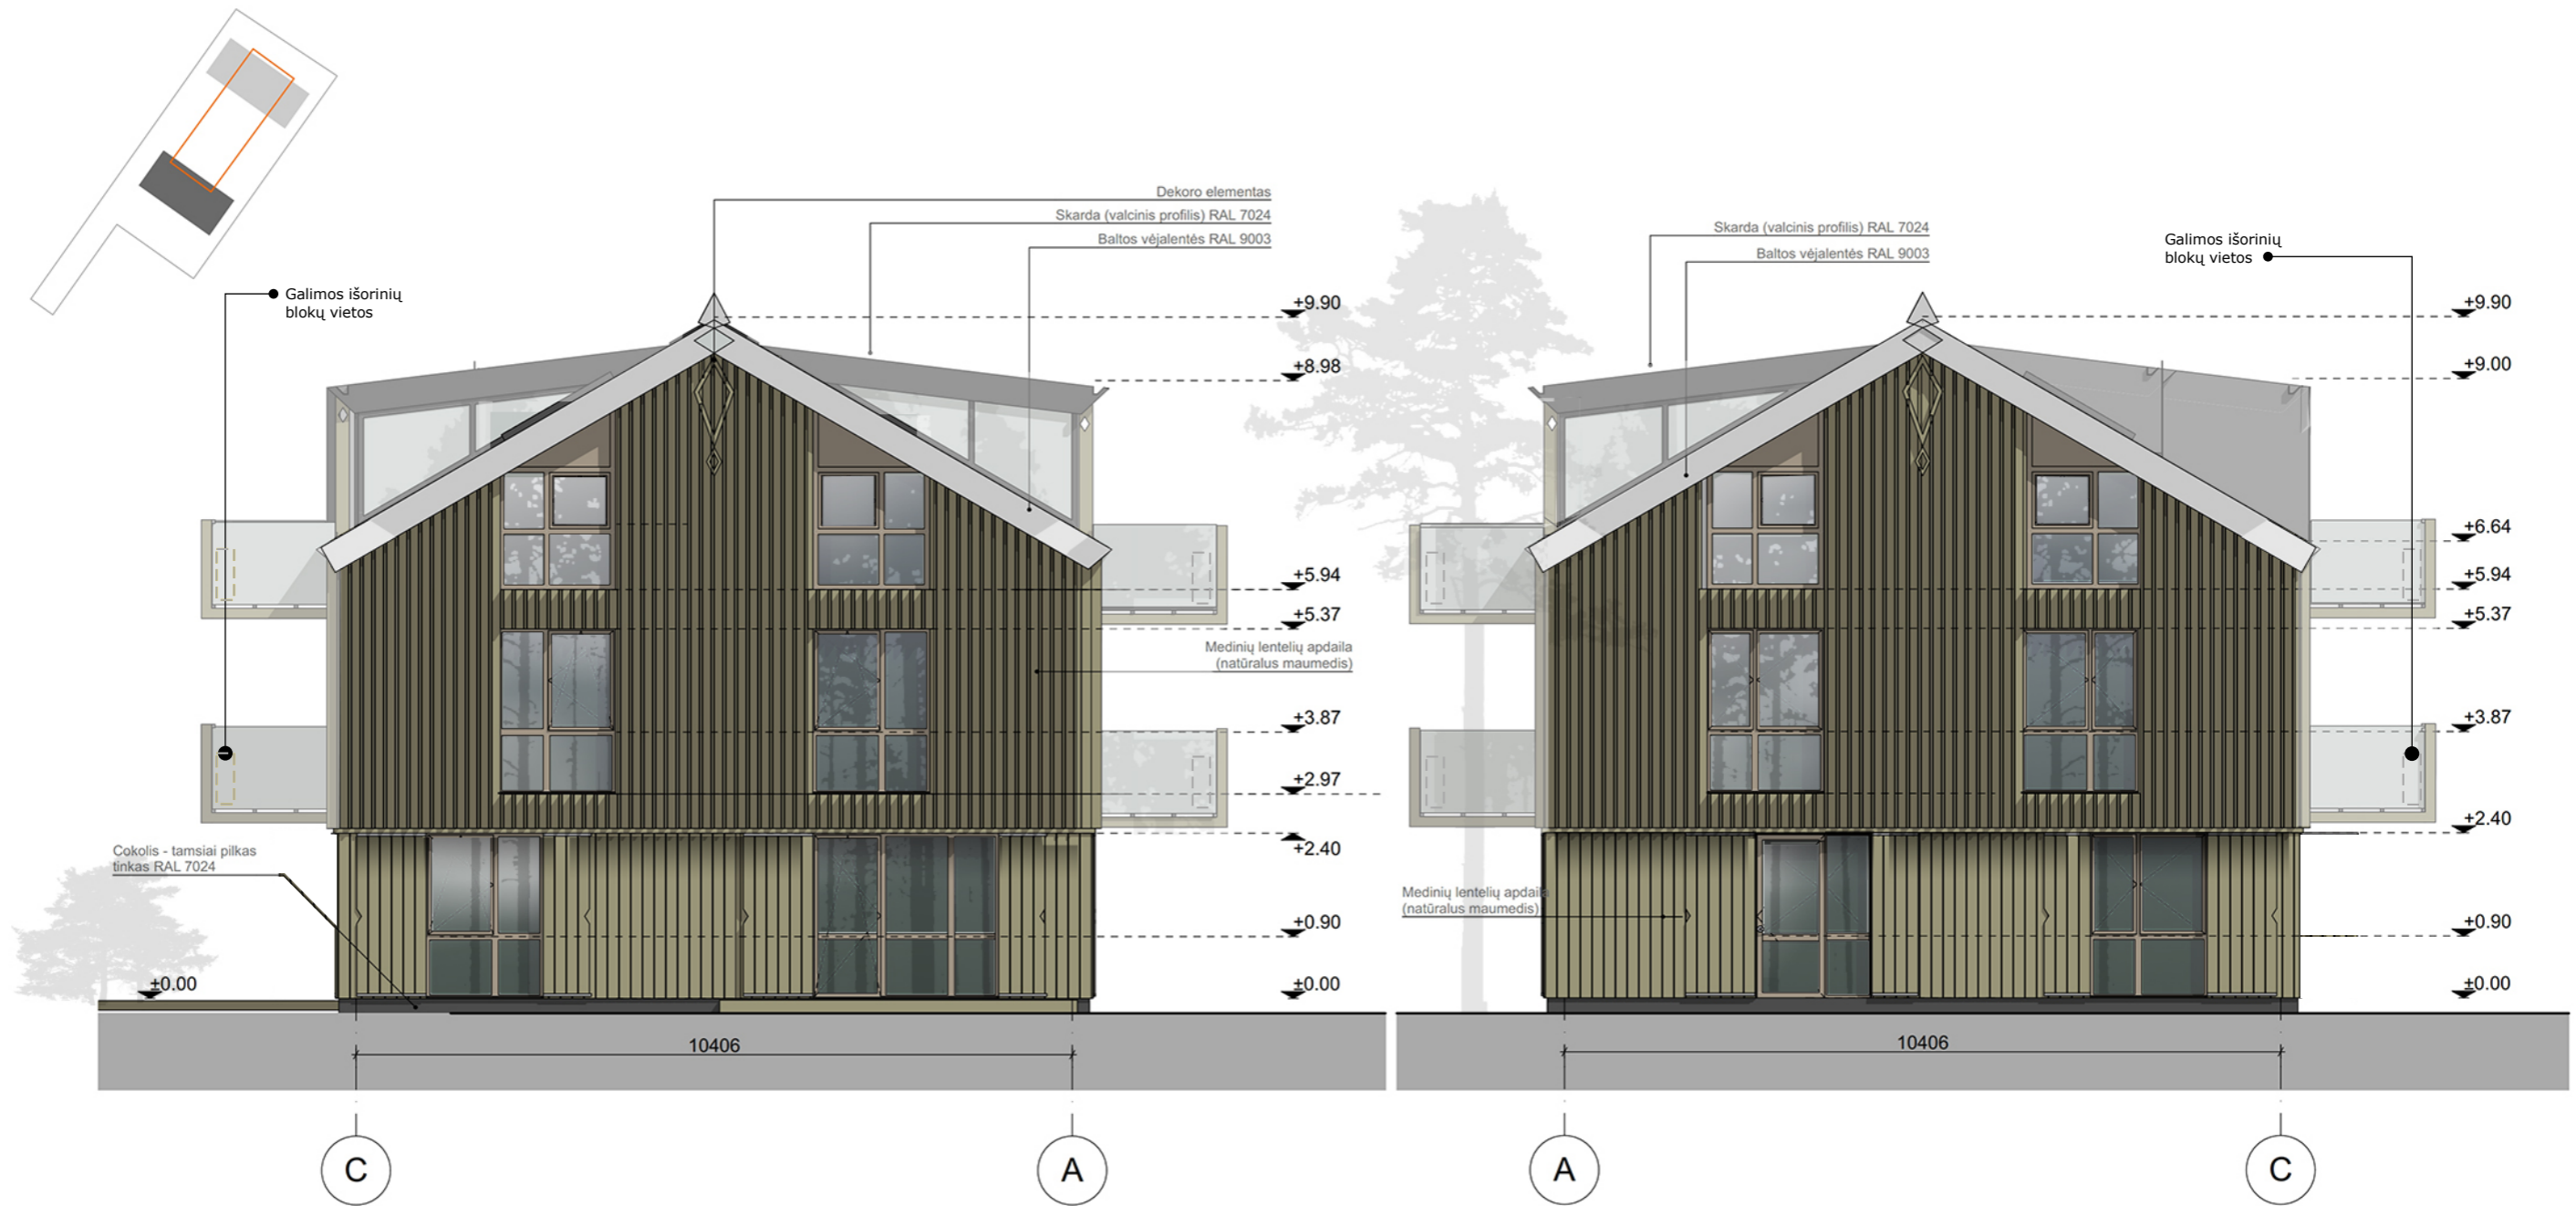 Dekoro elementas
Skarda (valcinis profilis) RAL 7024
Baltos vėjalentės RAL 9003
Galimos išorinių
blokų vietos
+9.90
+8.98
+5.94
+5.37
Medinių lentelių apdaila
(natūralus maumedis)
+3.87
+2.97
+2.40
Cokolis - tamsiai pilkas
tinkas RAL 7024
+0.90
±0.00
±0.00
10406
C
A
Skarda (valcinis profilis) RAL 7024
Baltos vėjalentės RAL 9003
Galimos išorinių
blokų vietos
+9.90
+9.00
+6.64
+5.94
+5.37
+3.87
+2.40
Medinių lentelių apdaila
(natūralus maumedis)
+0.90
±0.00
10406
A
C